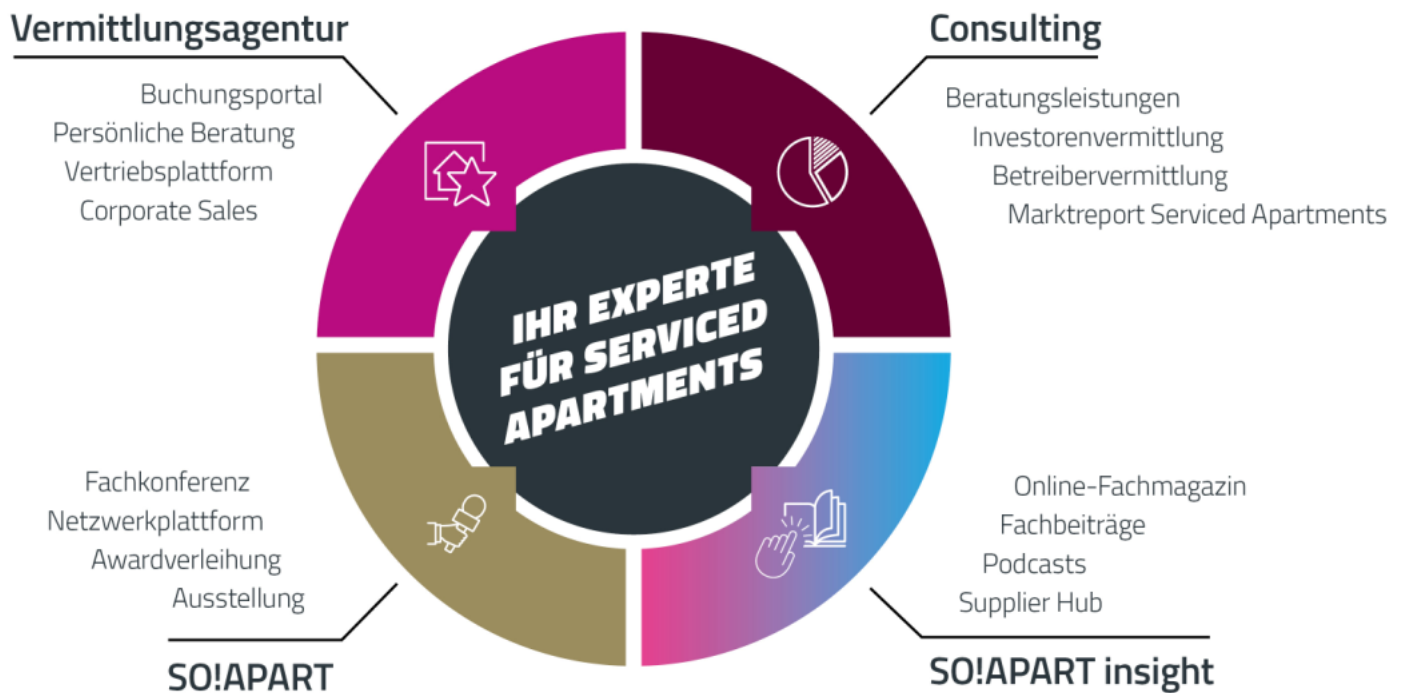 Vermittlungsagentur
Buchungsportal
Persönliche Beratung
Vertriebsplattform
Corporate Sales
Consulting
Beratungsleistungen
Investorenvermittlung
Betreibervermittlung
Marktreport Serviced Apartments
IHR EXPERTE
FÜR SERVICED
APARTMENTS
Fachkonferenz
Netzwerkplattform
Awardverleihung
Ausstellung
SO!APART
Online-Fachmagazin
Fachbeiträge
Podcasts
Supplier Hub
SO!APART insight